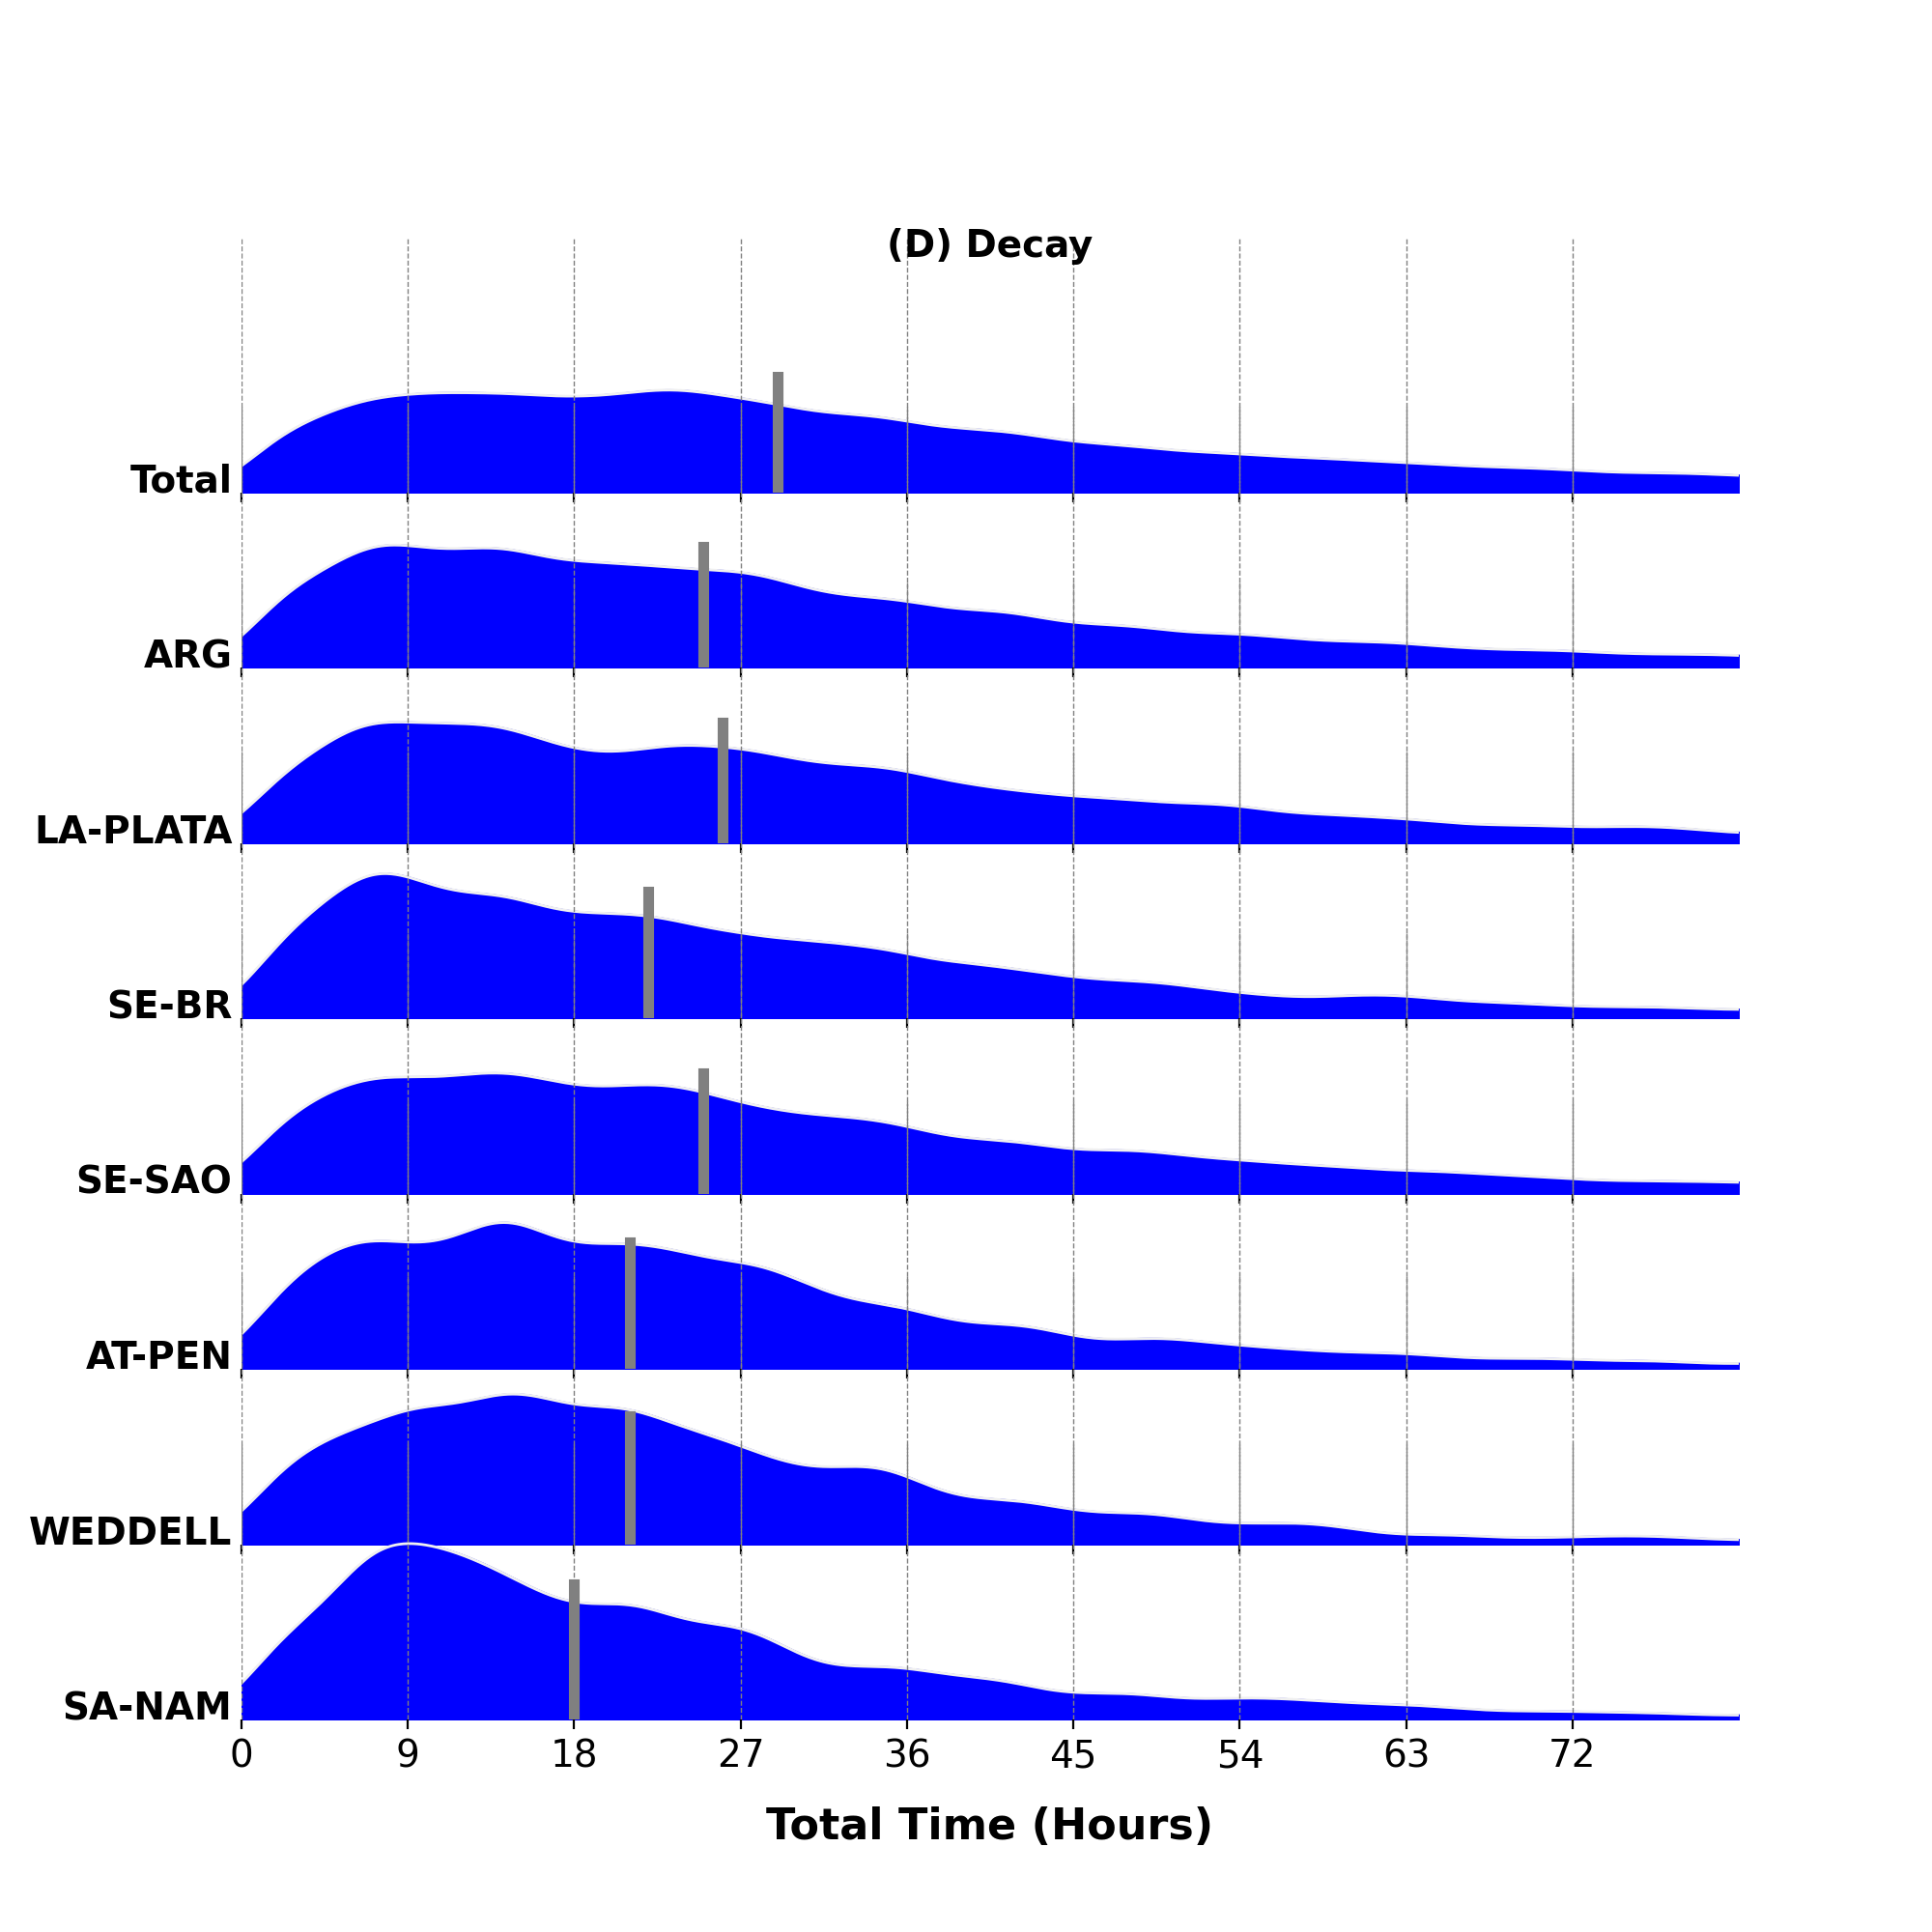 (D) Decay
Total
ARG
LA-PLATA
SE-BR
SE-SAO
AT-PEN
WEDDELL
SA-NAM
0 9 18 27 36 45 54 63 72
Total Time (Hours)